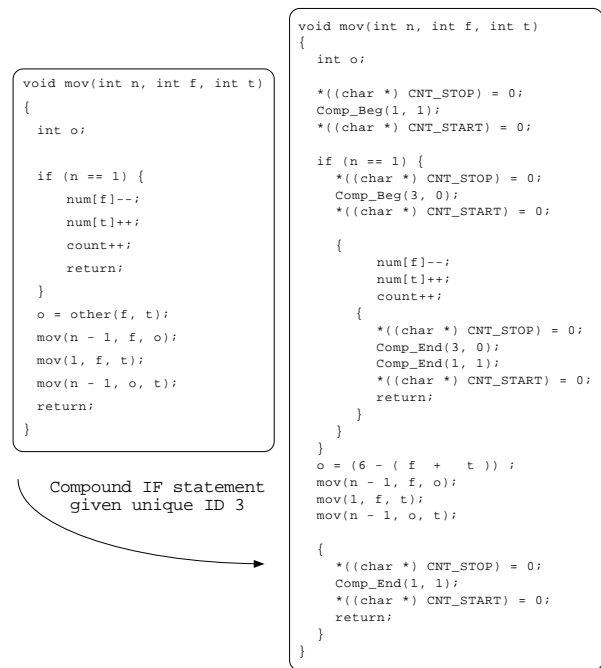 void mov(int n, int f, int t)
{
int o;
if (n == 1) {
num[f]--;
num[t]++;
count++;
return;
}
o = other(f, t);
mov(n - 1, f, o);
mov(1, f, t);
mov(n - 1, o, t);
return;
}
Compound IF statement
given unique ID 3
void mov(int n, int f, int t)
{
int o;
*((char *) CNT_STOP) = 0;
Comp_Beg(1, 1);
*((char *) CNT_START) = 0;
if (n == 1) {
*((char *) CNT_STOP) = 0;
Comp_Beg(3, 0);
*((char *) CNT_START) = 0;
{
num[f]--;
num[t]++;
count++;
{
*((char *) CNT_STOP) = 0;
Comp_End(3, 0);
Comp_End(1, 1);
*((char *) CNT_START) = 0;
return;
}
}
}
o = (6 - ( f + t )) ;
mov(n - 1, f, o);
mov(1, f, t);
mov(n - 1, o, t);
{
*((char *) CNT_STOP) = 0;
Comp_End(1, 1);
*((char *) CNT_START) = 0;
return;
}
}